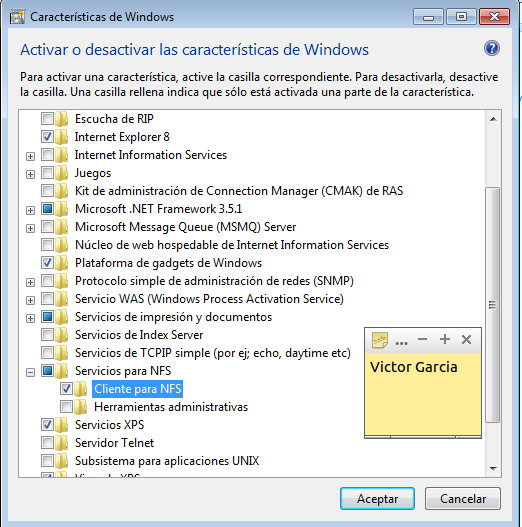 Características de Windows
Activar o desactivar las características de Windows
Para activar una característica, active la casilla correspondiente. Para desactivarla, desactive
la casilla. Una casilla rellena indica que sólo está activada una parte de la característica.
Escucha de RIP
Internet Explorer 8
Internet Information Services
Juegos
Kit de administración de Connection Manager (CMAK) de RAS
Microsoft .NET Framework 3.5.1
Microsoft Message Queue (MSMQ) Server
Núcleo de web hospedable de Internet Information Services
Plataforma de gadgets de Windows
Protocolo simple de administración de redes (SNMP)
Servicio WAS (Windows Process Activation Service)
Servicios de impresión y documentos
Servicios de Index Server
Servicios de TCPIP simple (por ej; echo, daytime etc)
Servicios para NFS
Cliente para NFS
Herramientas administrativas
Servicios XPS
Servidor Telnet
Subsistema para aplicaciones UNIX
...
Victor Garcia
Aceptar
Cancelar